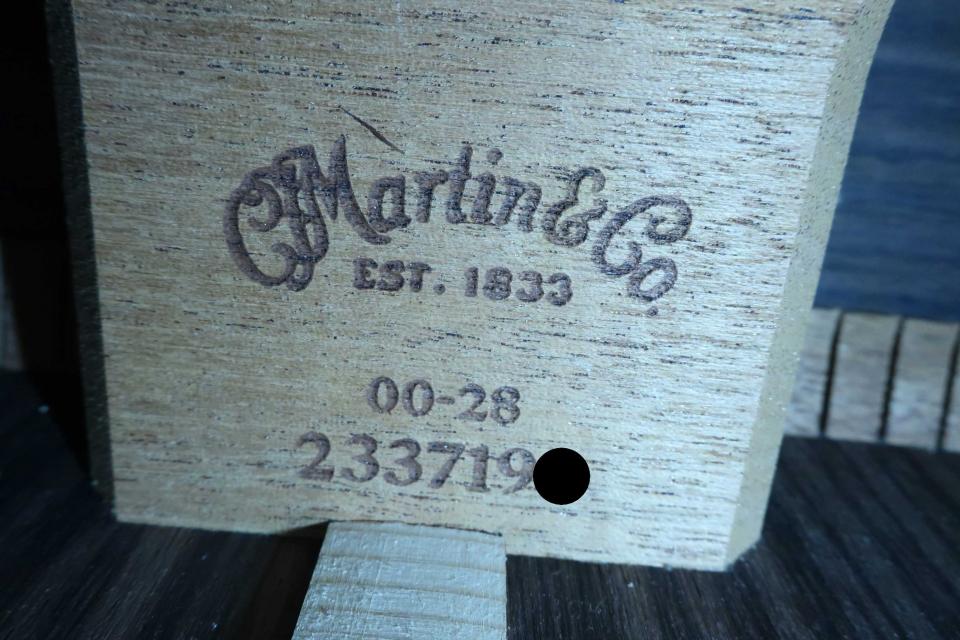 CFMartin & Co.
EST. 1833
00-28
233719